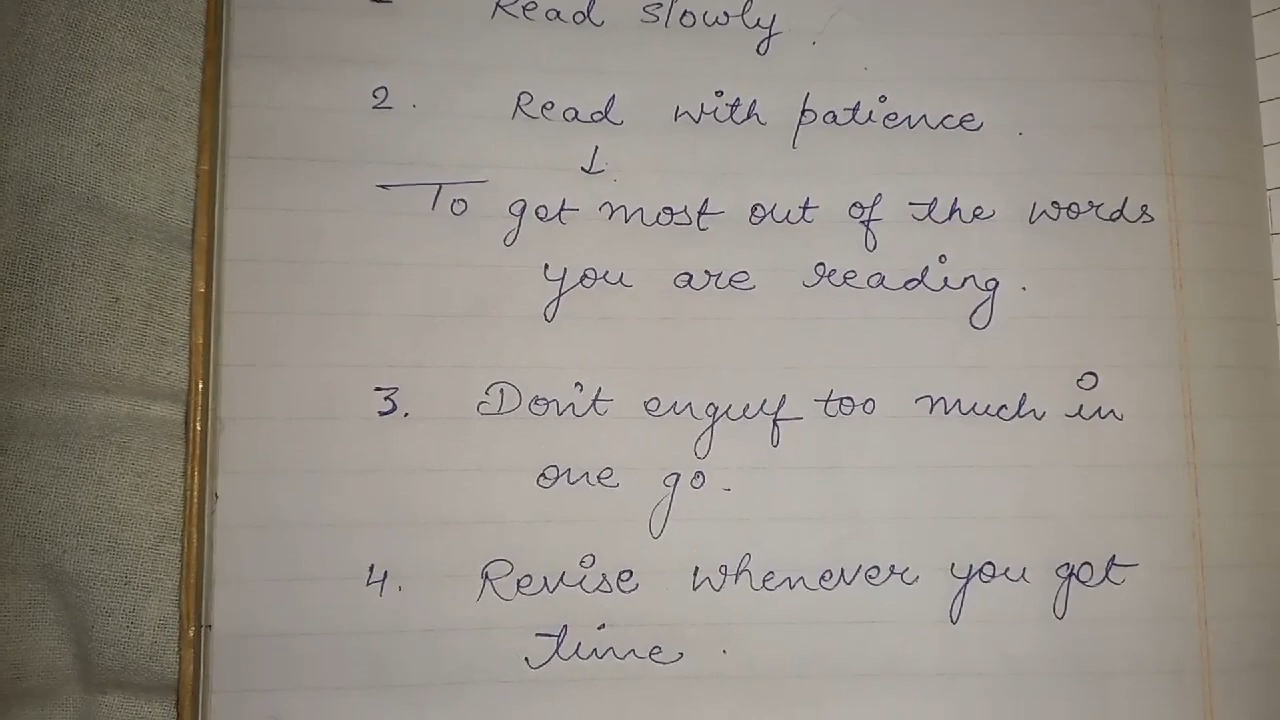 Read slowly.
2. Read with patience.
↓
To get most out of the words
you are reading.
3. Don't engulf too much in
one go.
4. Revise whenever you get
time.